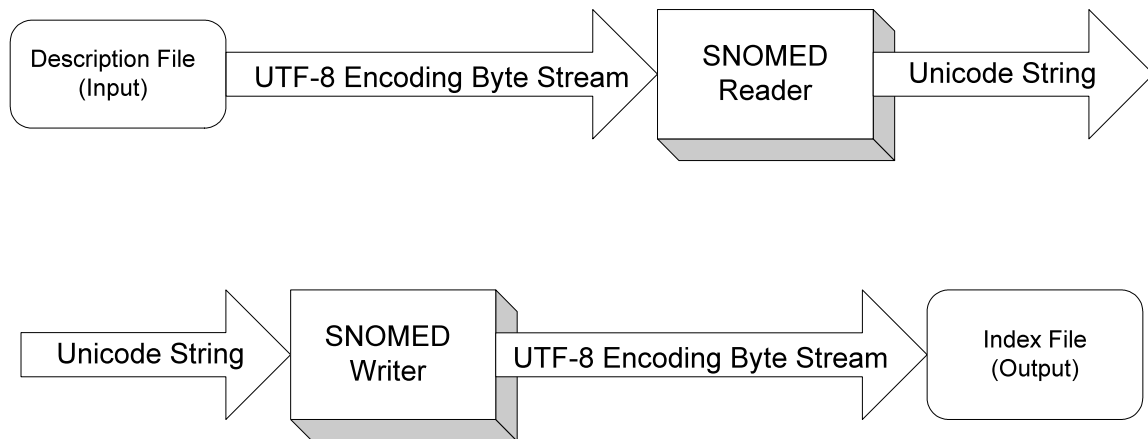 Description File
(Input)
UTF-8 Encoding Byte Stream
SNOMED
Reader
Unicode String
Unicode String
SNOMED
Writer
UTF-8 Encoding Byte Stream
Index File
(Output)